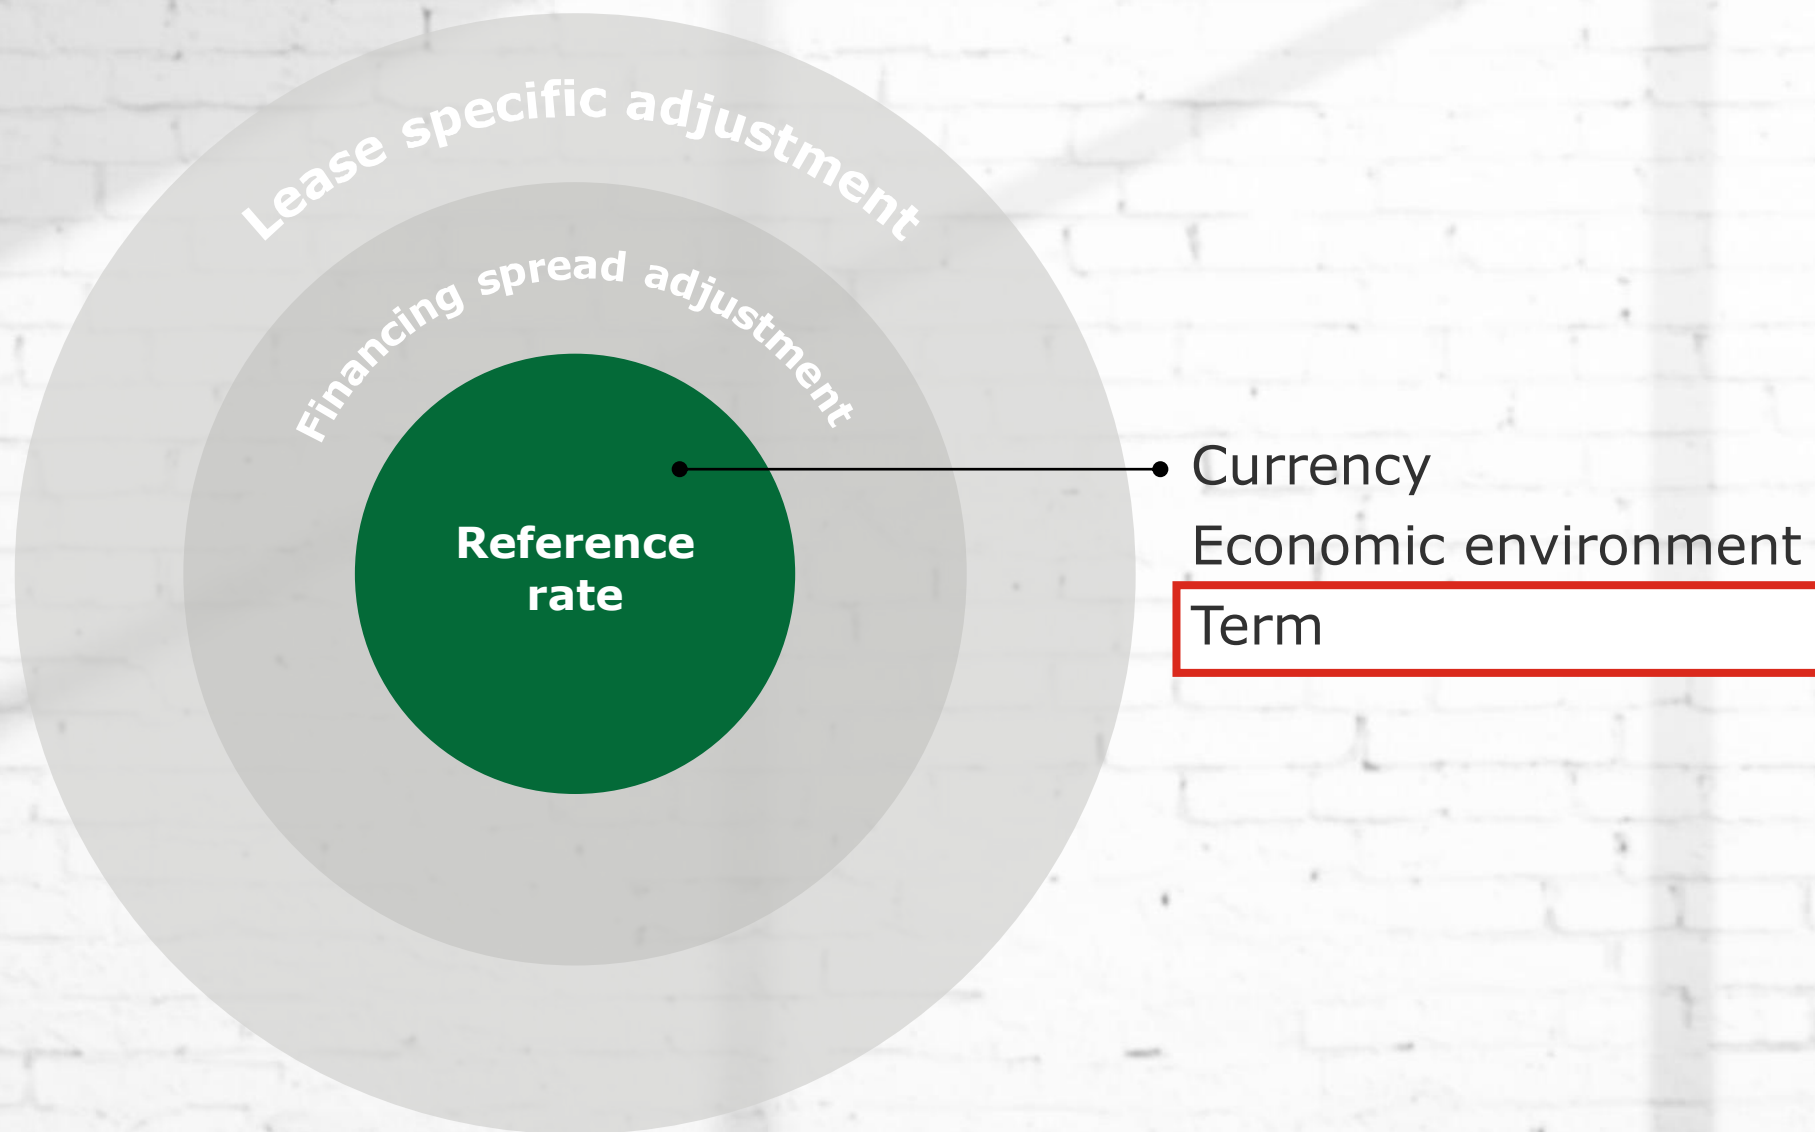 Lease specific adjustment
Financing spread adjustment
Reference
rate
Currency
Economic environment
Term